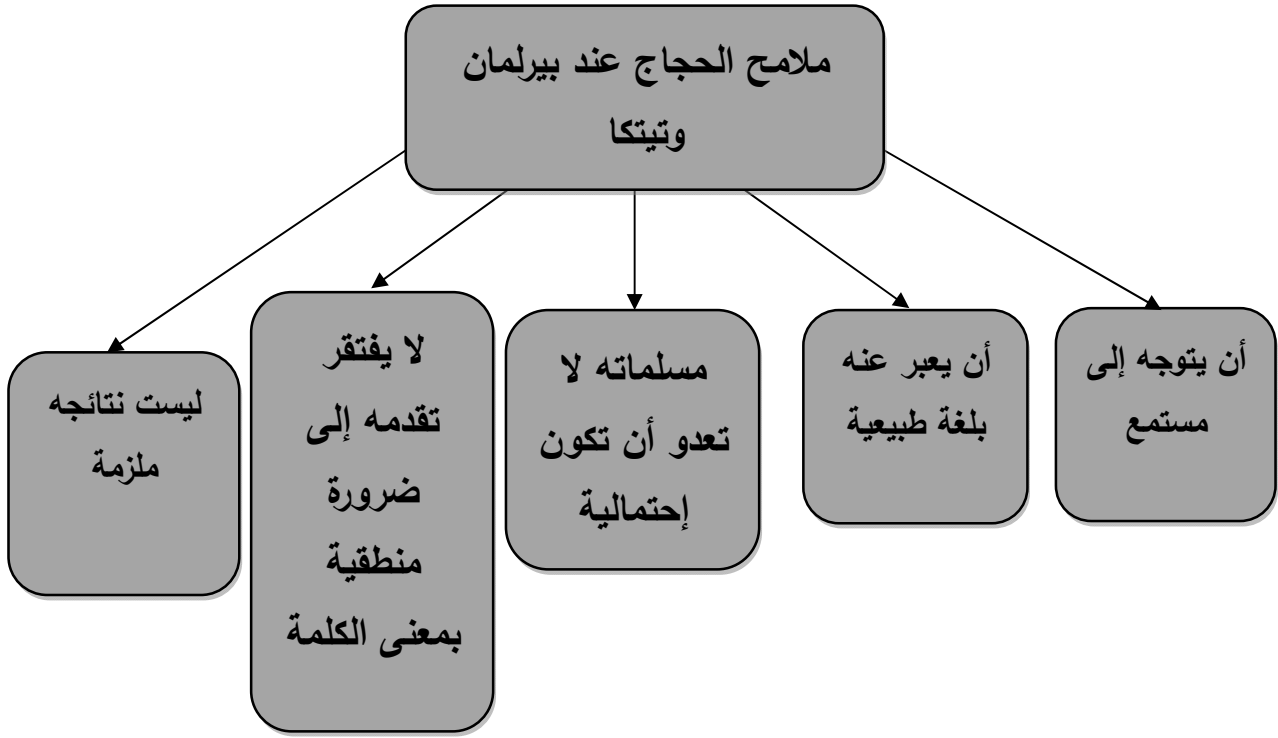 ملامح الحجاج عند بيرلمان
وتيتكا
أن يتوجه إلى
مستمع
أن يعبر عنه
بلغة طبيعية
مسلماته لا
تعدو أن تكون
إحتمالية
لا يفتقر
تقدمه إلى
ضرورة
منطقية
بمعنى الكلمة
ليست نتائجه
ملزمة